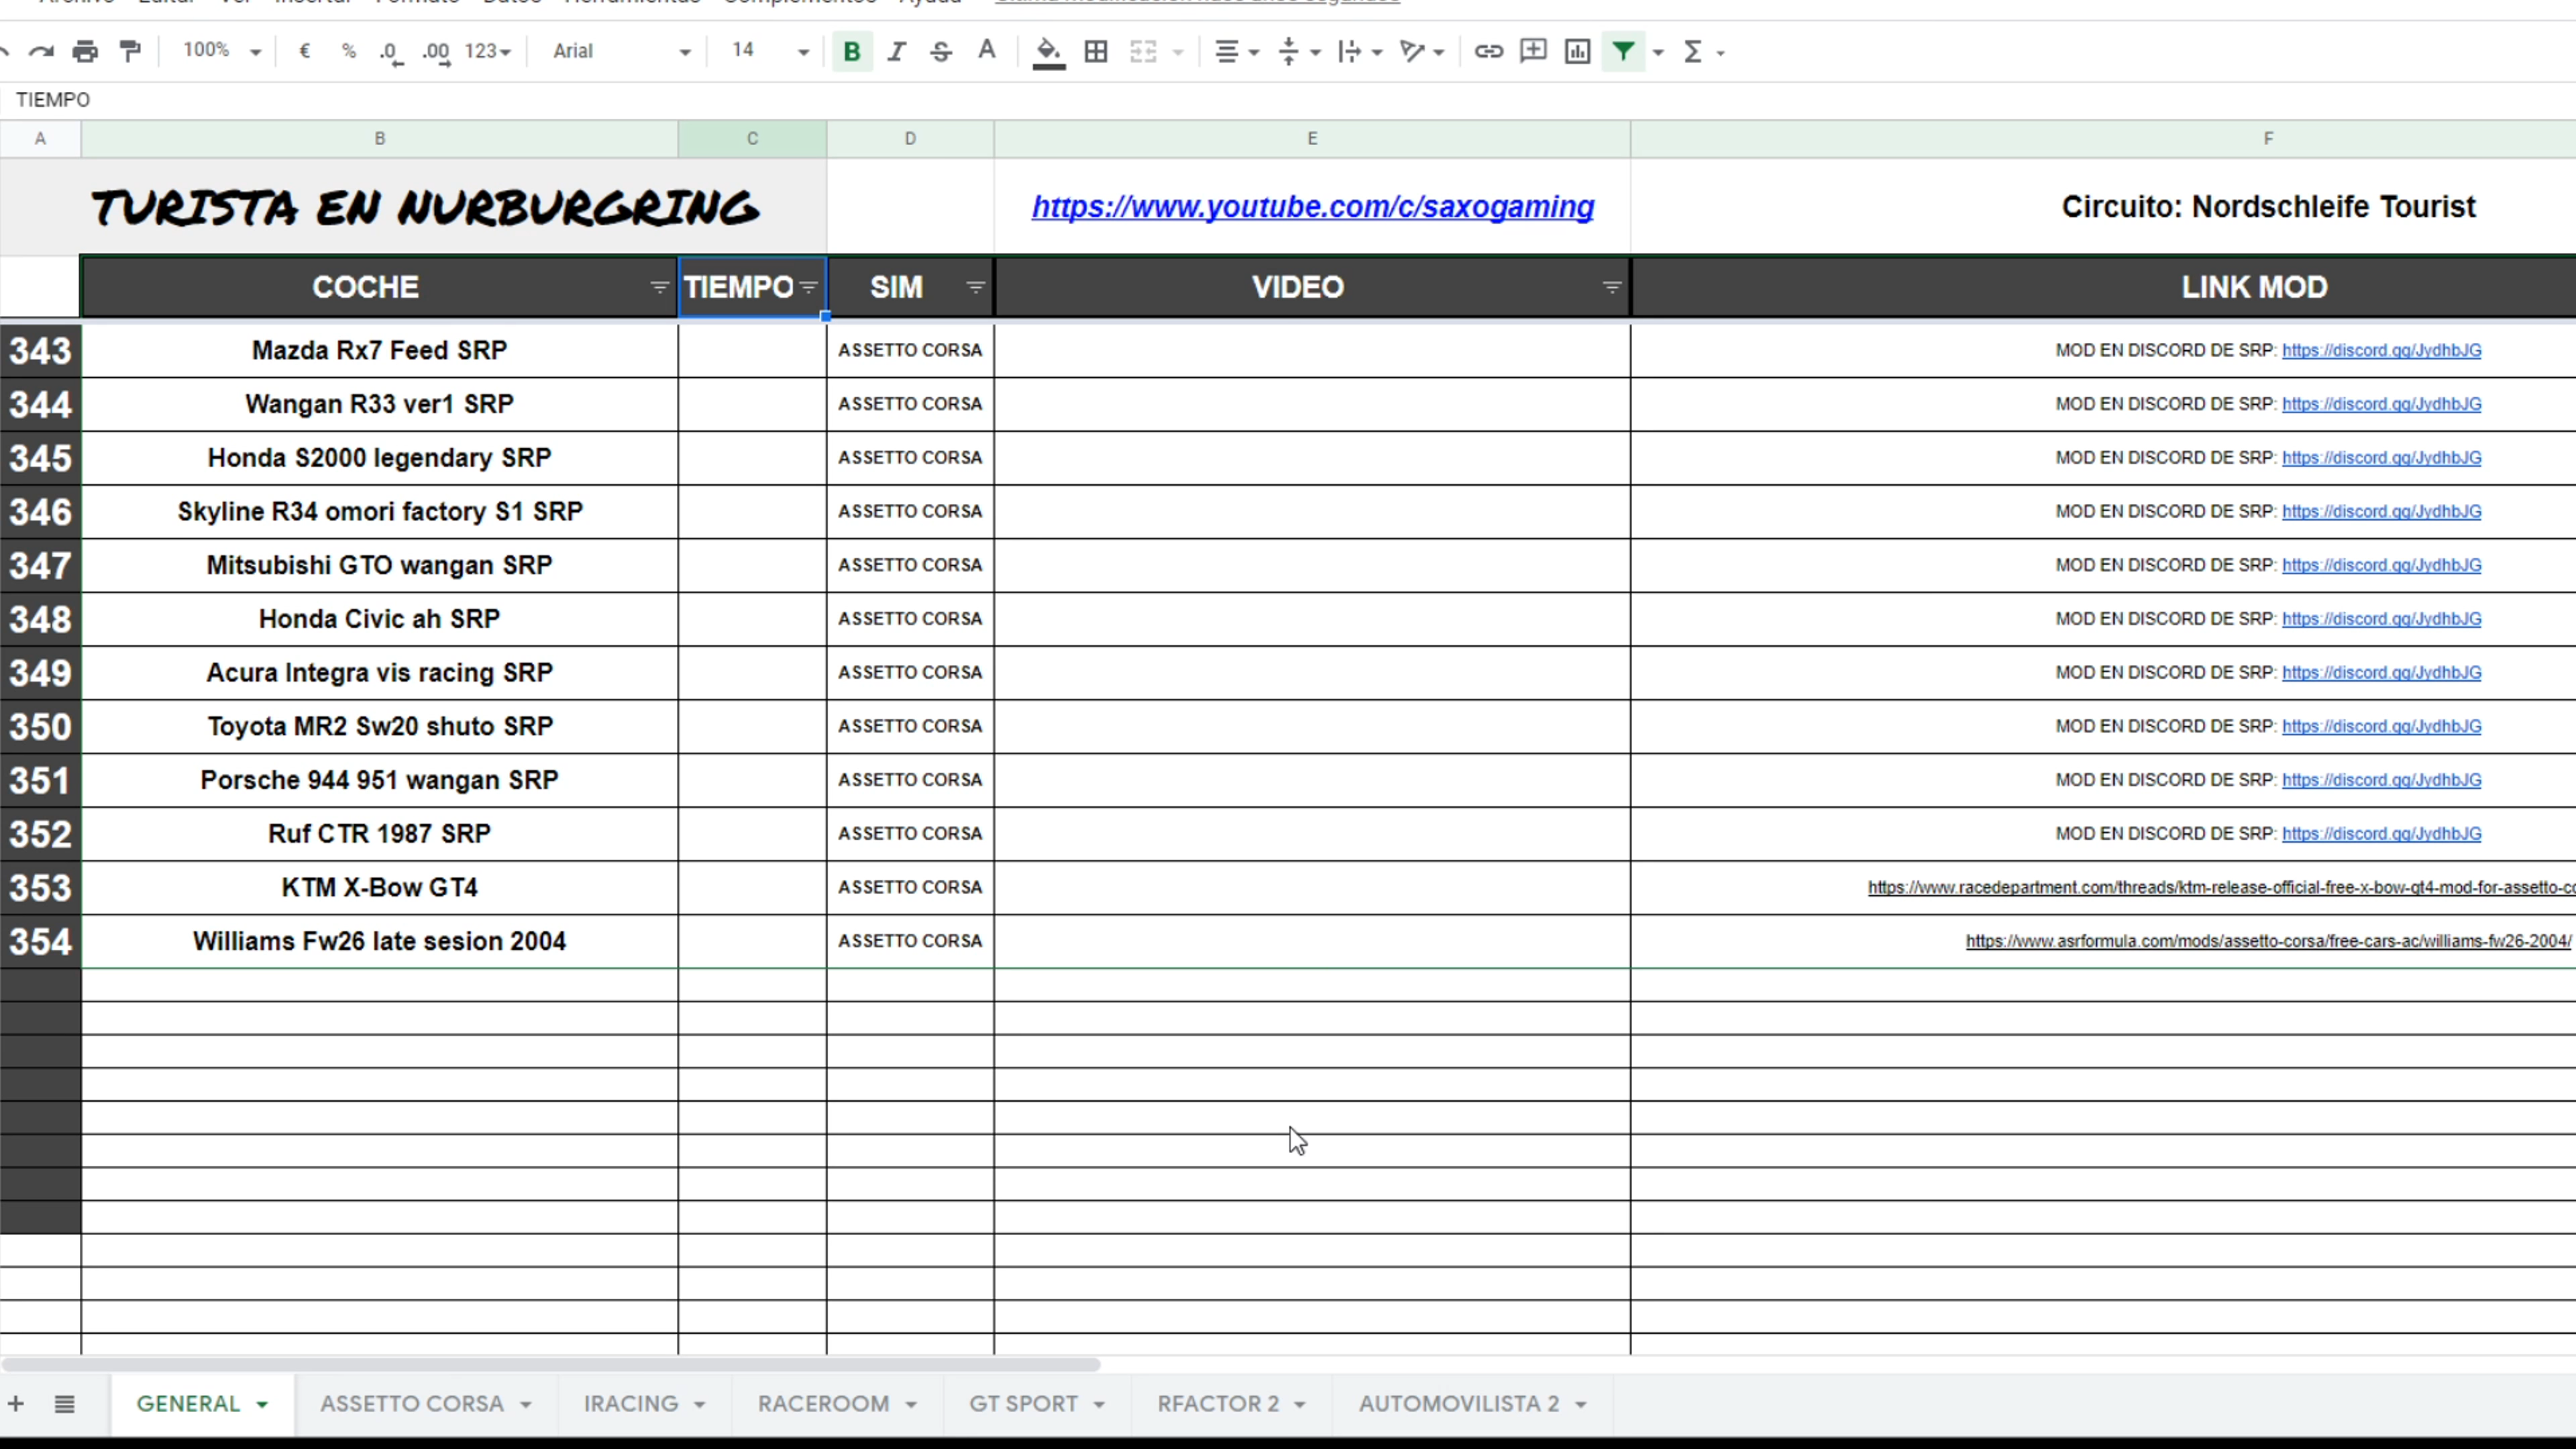 100% € % .0 .00 123 Arial 14 B I S A Σ
TIEMPO
A B C D E F
TURISTA EN NURBURGRING https://www.youtube.com/c/saxogaming Circuito: Nordschleife Tourist
COCHE TIEMPO SIM VIDEO LINK MOD
343 Mazda Rx7 Feed SRP ASSETTO CORSA MOD EN DISCORD DE SRP: https://discord.gg/JydhbJG
344 Wangan R33 ver1 SRP ASSETTO CORSA MOD EN DISCORD DE SRP: https://discord.gg/JydhbJG
345 Honda S2000 legendary SRP ASSETTO CORSA MOD EN DISCORD DE SRP: https://discord.gg/JydhbJG
346 Skyline R34 omori factory S1 SRP ASSETTO CORSA MOD EN DISCORD DE SRP: https://discord.gg/JydhbJG
347 Mitsubishi GTO wangan SRP ASSETTO CORSA MOD EN DISCORD DE SRP: https://discord.gg/JydhbJG
348 Honda Civic ah SRP ASSETTO CORSA MOD EN DISCORD DE SRP: https://discord.gg/JydhbJG
349 Acura Integra vis racing SRP ASSETTO CORSA MOD EN DISCORD DE SRP: https://discord.gg/JydhbJG
350 Toyota MR2 Sw20 shuto SRP ASSETTO CORSA MOD EN DISCORD DE SRP: https://discord.gg/JydhbJG
351 Porsche 944 951 wangan SRP ASSETTO CORSA MOD EN DISCORD DE SRP: https://discord.gg/JydhbJG
352 Ruf CTR 1987 SRP ASSETTO CORSA MOD EN DISCORD DE SRP: https://discord.gg/JydhbJG
353 KTM X-Bow GT4 ASSETTO CORSA https://www.racedepartment.com/threads/ktm-release-official-free-x-bow-gt4-mod-for-assetto-co
354 Williams Fw26 late sesion 2004 ASSETTO CORSA https://www.asrformula.com/mods/assetto-corsa/free-cars-ac/williams-fw26-2004/
GENERAL ASSETTO CORSA IRACING RACEROOM GT SPORT RFACTOR 2 AUTOMOVILISTA 2